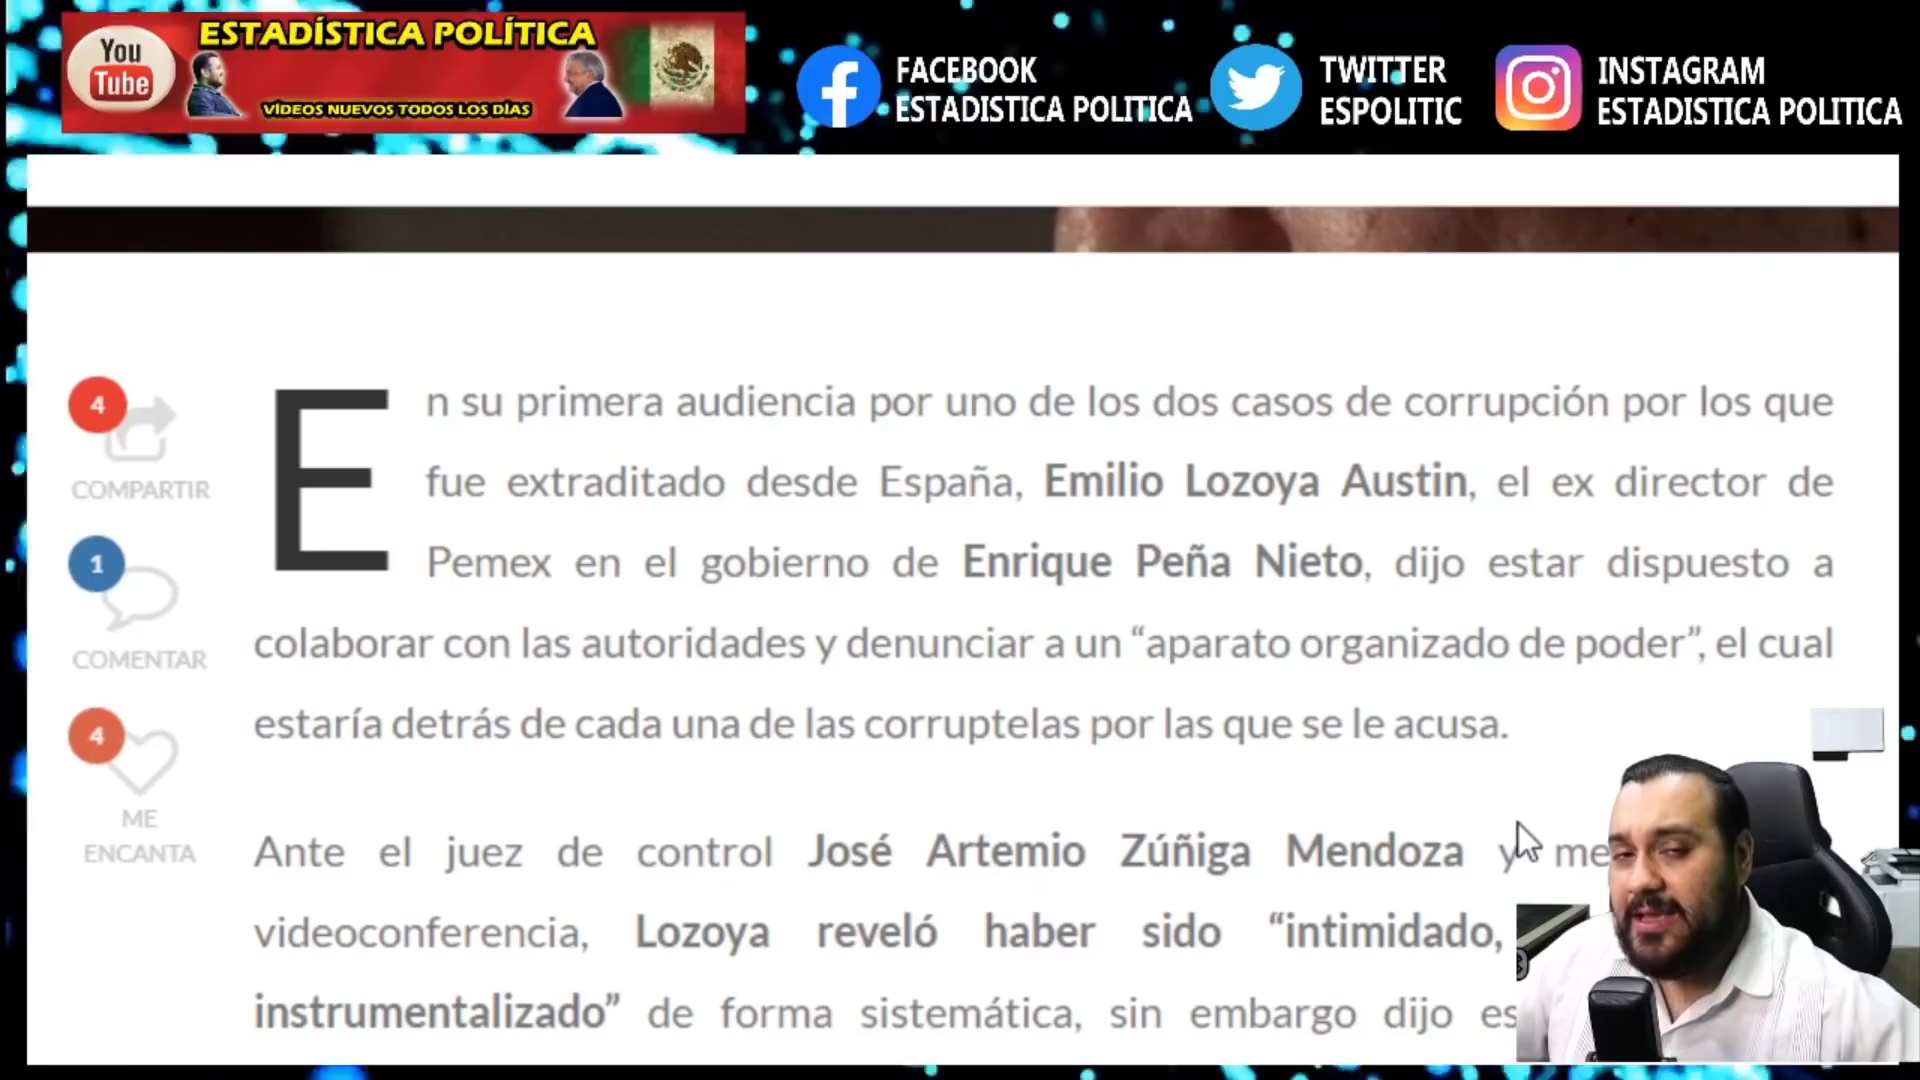 You
Tube
ESTADÍSTICA POLÍTICA
VÍDEOS NUEVOS TODOS LOS DÍAS
FACEBOOK
ESTADISTICA POLITICA
TWITTER
ESPOLITIC
INSTAGRAM
ESTADISTICA POLITICA
4
COMPARTIR
1
COMENTAR
4
ME
ENCANTA
En su primera audiencia por uno de los dos casos de corrupción por los que
fue extraditado desde España, Emilio Lozoya Austin, el ex director de
Pemex en el gobierno de Enrique Peña Nieto, dijo estar dispuesto a
colaborar con las autoridades y denunciar a un “aparato organizado de poder”, el cual
estaría detrás de cada una de las corruptelas por las que se le acusa.
Ante el juez de control José Artemio Zúñiga Mendoza y me
videoconferencia, Lozoya reveló haber sido “intimidado,
instrumentalizado” de forma sistemática, sin embargo dijo es